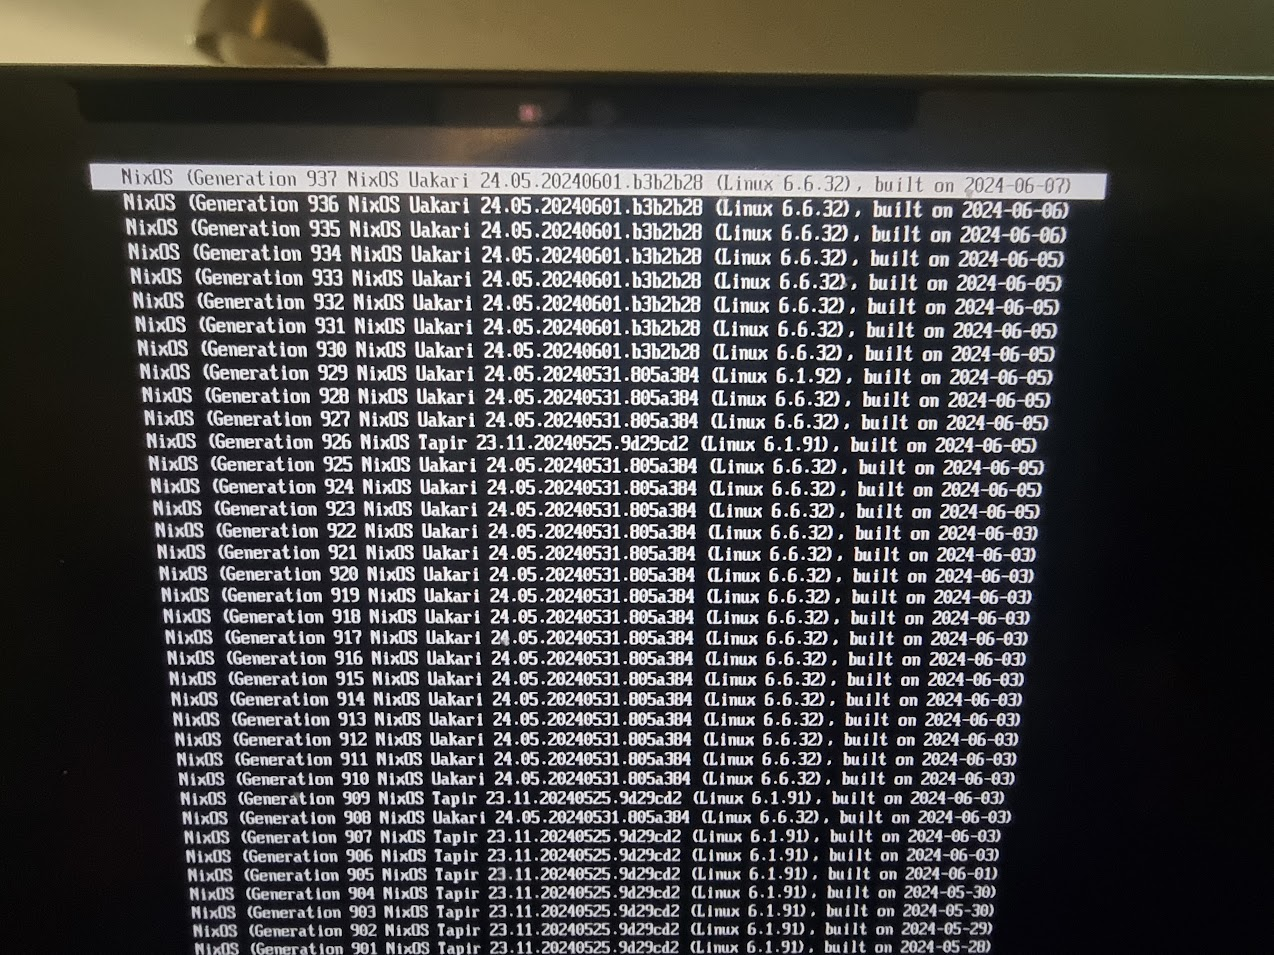 NixOS (Generation 937 NixOS Uakari 24.05.20240601.b3b2b28 (Linux 6.6.32), built on 2024-06-07)
NixOS (Generation 936 NixOS Uakari 24.05.20240601.b3b2b28 (Linux 6.6.32), built on 2024-06-06)
NixOS (Generation 935 NixOS Uakari 24.05.20240601.b3b2b28 (Linux 6.6.32), built on 2024-06-06)
NixOS (Generation 934 NixOS Uakari 24.05.20240601.b3b2b28 (Linux 6.6.32), built on 2024-06-05)
NixOS (Generation 933 NixOS Uakari 24.05.20240601.b3b2b28 (Linux 6.6.32), built on 2024-06-05)
NixOS (Generation 932 NixOS Uakari 24.05.20240601.b3b2b28 (Linux 6.6.32), built on 2024-06-05)
NixOS (Generation 931 NixOS Uakari 24.05.20240601.b3b2b28 (Linux 6.6.32), built on 2024-06-05)
NixOS (Generation 930 NixOS Uakari 24.05.20240601.b3b2b28 (Linux 6.6.32), built on 2024-06-05)
NixOS (Generation 929 NixOS Uakari 24.05.20240531.805a384 (Linux 6.1.92), built on 2024-06-05)
NixOS (Generation 928 NixOS Uakari 24.05.20240531.805a384 (Linux 6.6.32), built on 2024-06-05)
NixOS (Generation 927 NixOS Uakari 24.05.20240531.805a384 (Linux 6.6.32), built on 2024-06-05)
NixOS (Generation 926 NixOS Tapir 23.11.20240525.9d29cd2 (Linux 6.1.91), built on 2024-06-05)
NixOS (Generation 925 NixOS Uakari 24.05.20240531.805a384 (Linux 6.6.32), built on 2024-06-05)
NixOS (Generation 924 NixOS Uakari 24.05.20240531.805a384 (Linux 6.6.32), built on 2024-06-05)
NixOS (Generation 923 NixOS Uakari 24.05.20240531.805a384 (Linux 6.6.32), built on 2024-06-05)
NixOS (Generation 922 NixOS Uakari 24.05.20240531.805a384 (Linux 6.6.32), built on 2024-06-03)
NixOS (Generation 921 NixOS Uakari 24.05.20240531.805a384 (Linux 6.6.32), built on 2024-06-03)
NixOS (Generation 920 NixOS Uakari 24.05.20240531.805a384 (Linux 6.6.32), built on 2024-06-03)
NixOS (Generation 919 NixOS Uakari 24.05.20240531.805a384 (Linux 6.6.32), built on 2024-06-03)
NixOS (Generation 918 NixOS Uakari 24.05.20240531.805a384 (Linux 6.6.32), built on 2024-06-03)
NixOS (Generation 917 NixOS Uakari 24.05.20240531.805a384 (Linux 6.6.32), built on 2024-06-03)
NixOS (Generation 916 NixOS Uakari 24.05.20240531.805a384 (Linux 6.6.32), built on 2024-06-03)
NixOS (Generation 915 NixOS Uakari 24.05.20240531.805a384 (Linux 6.6.32), built on 2024-06-03)
NixOS (Generation 914 NixOS Uakari 24.05.20240531.805a384 (Linux 6.6.32), built on 2024-06-03)
NixOS (Generation 913 NixOS Uakari 24.05.20240531.805a384 (Linux 6.6.32), built on 2024-06-03)
NixOS (Generation 912 NixOS Uakari 24.05.20240531.805a384 (Linux 6.6.32), built on 2024-06-03)
NixOS (Generation 911 NixOS Uakari 24.05.20240531.805a384 (Linux 6.6.32), built on 2024-06-03)
NixOS (Generation 910 NixOS Uakari 24.05.20240531.805a384 (Linux 6.6.32), built on 2024-06-03)
NixOS (Generation 909 NixOS Tapir 23.11.20240525.9d29cd2 (Linux 6.1.91), built on 2024-06-03)
NixOS (Generation 908 NixOS Uakari 24.05.20240531.805a384 (Linux 6.6.32), built on 2024-06-03)
NixOS (Generation 907 NixOS Tapir 23.11.20240525.9d29cd2 (Linux 6.1.91), built on 2024-06-03)
NixOS (Generation 906 NixOS Tapir 23.11.20240525.9d29cd2 (Linux 6.1.91), built on 2024-06-03)
NixOS (Generation 905 NixOS Tapir 23.11.20240525.9d29cd2 (Linux 6.1.91), built on 2024-06-01)
NixOS (Generation 904 NixOS Tapir 23.11.20240525.9d29cd2 (Linux 6.1.91), built on 2024-05-30)
NixOS (Generation 903 NixOS Tapir 23.11.20240525.9d29cd2 (Linux 6.1.91), built on 2024-05-30)
NixOS (Generation 902 NixOS Tapir 23.11.20240525.9d29cd2 (Linux 6.1.91), built on 2024-05-29)
NixOS (Generation 901 NixOS Tapir 23.11.20240525.9d29cd2 (Linux 6.1.91), built on 2024-05-28)